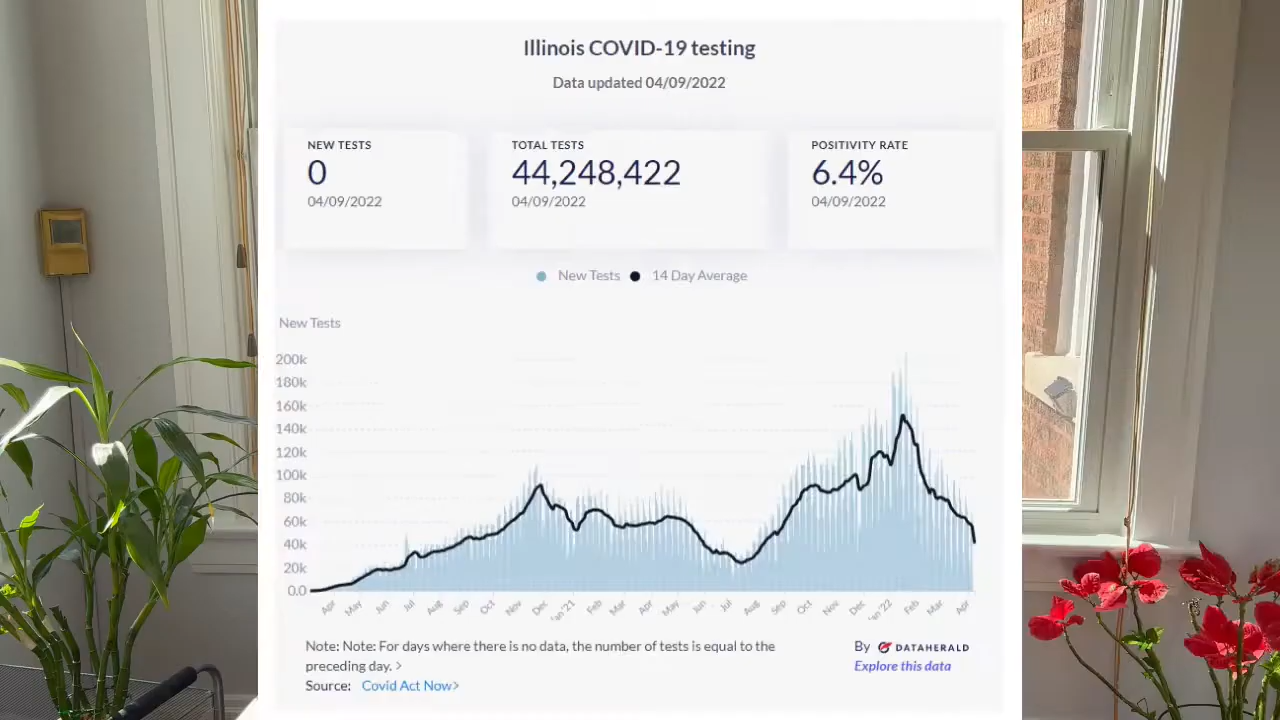 Illinois COVID-19 testing
Data updated 04/09/2022
NEW TESTS
0
04/09/2022
TOTAL TESTS
44,248,422
04/09/2022
POSITIVITY RATE
6.4%
04/09/2022
New Tests 14 Day Average
New Tests
200k
180k
160k
140k
120k
100k
80k
60k
40k
20k
0.0
Apr May Jun Jul Aug Sep Oct Nov Dec Jan '21 Feb Mar Apr May Jun Jul Aug Sep Oct Nov Dec Jan '22 Feb Mar Apr
Note: Note: For days where there is no data, the number of tests is equal to the
preceding day. >
Source: Covid Act Now>
By DATAHERALD
Explore this data